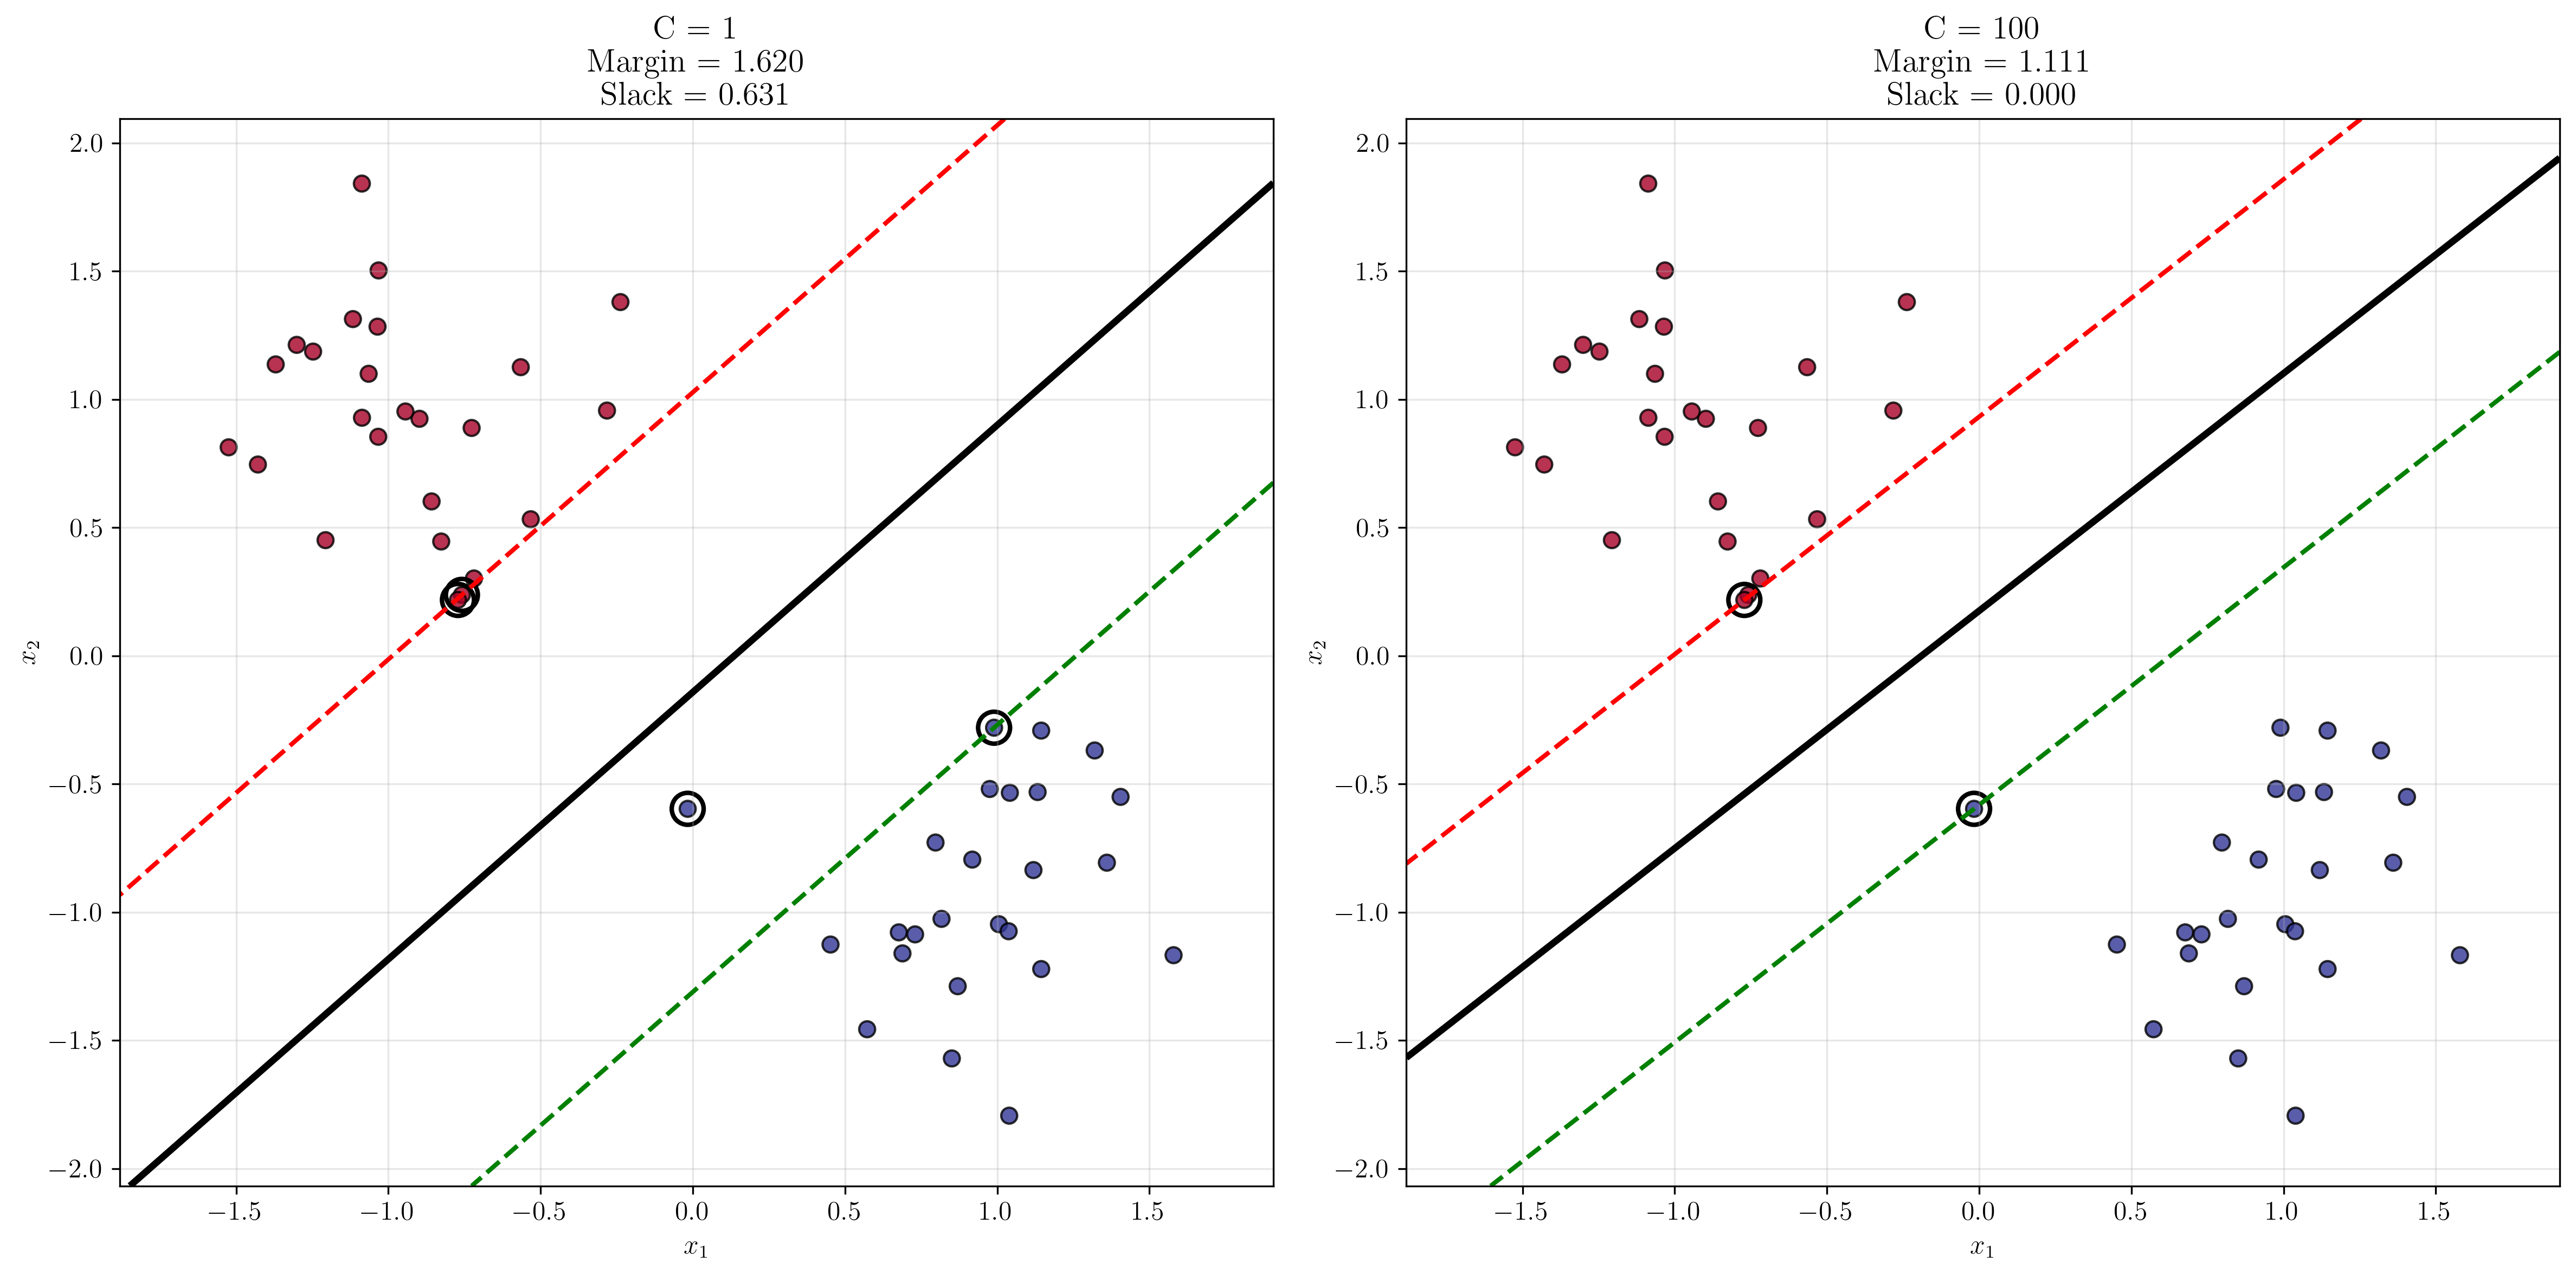 C = 1
Margin = 1.620
Slack = 0.631
2.0
1.5
1.0
0.5
0.0
−0.5
−1.0
−1.5
−2.0
x₂
−1.5 −1.0 −0.5 0.0 0.5 1.0 1.5
x₁
C = 100
Margin = 1.111
Slack = 0.000
2.0
1.5
1.0
0.5
0.0
−0.5
−1.0
−1.5
−2.0
x₂
−1.5 −1.0 −0.5 0.0 0.5 1.0 1.5
x₁